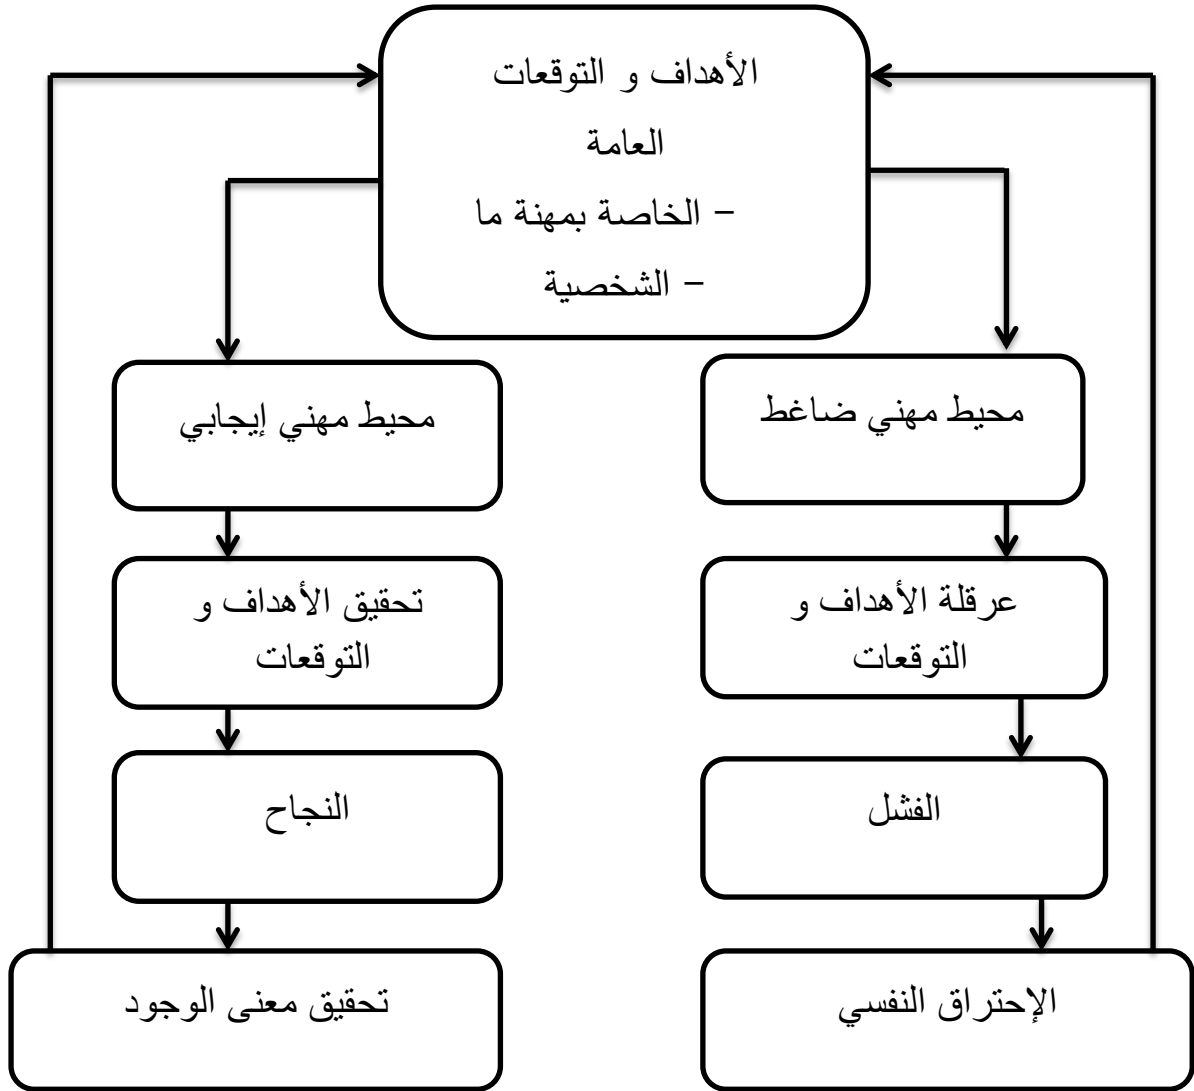 الأهداف و التوقعات
العامة
- الخاصة بمهنة ما
- الشخصية
محيط مهني ضاغط
محيط مهني إيجابي
عرقلة الأهداف و
التوقعات
تحقيق الأهداف و
التوقعات
الفشل
النجاح
الإحتراق النفسي
تحقيق معنى الوجود